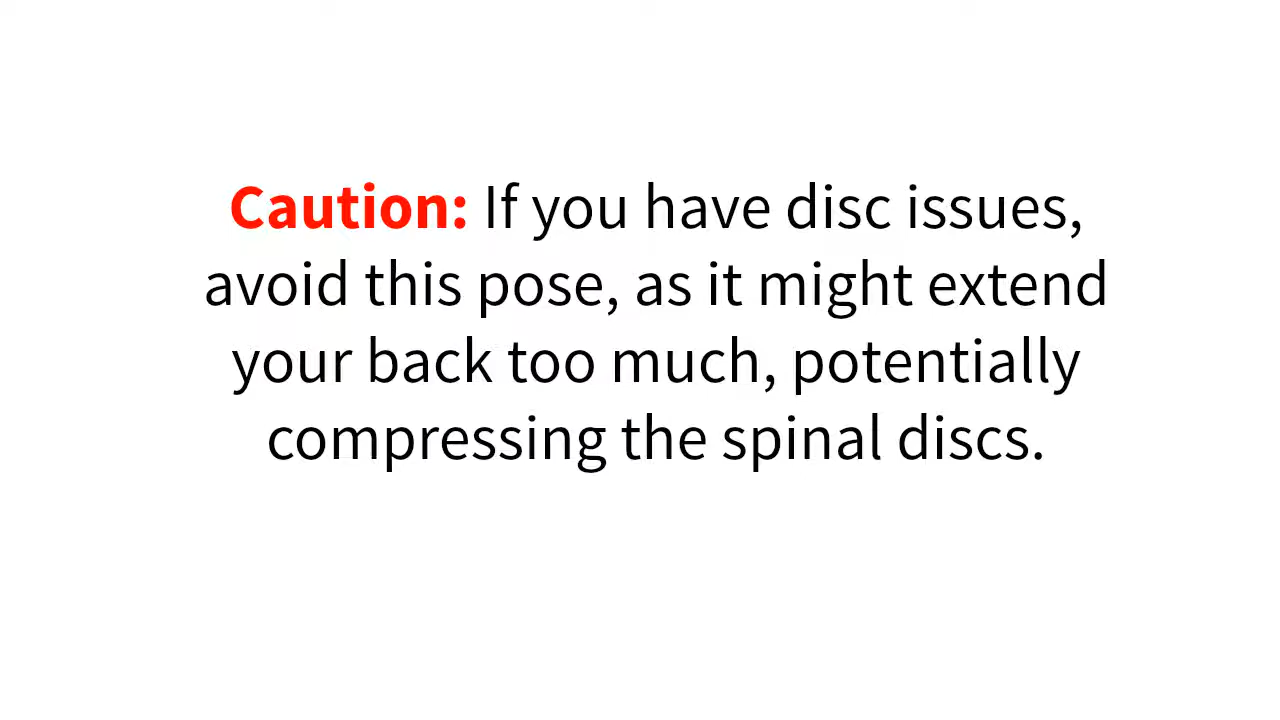 Caution: If you have disc issues,
avoid this pose, as it might extend
your back too much, potentially
compressing the spinal discs.